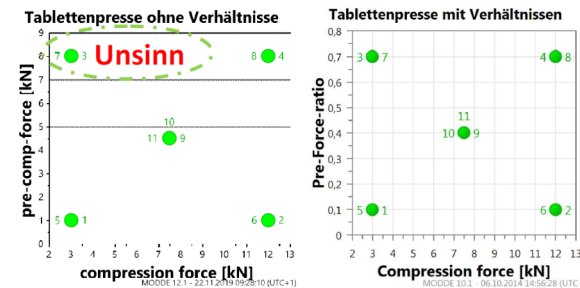 Tablettenpresse ohne Verhältnisse
9
7 3 Unsinn 8 4
8
7
6
5
4
3
2
1
0
10
11 9
5 1 6 2
pre-comp-force [kN]
2 3 4 5 6 7 8 9 10 11 12 13
compression force [kN]
MODDE 12.1 - 22.11.2019 09:28:10 (UTC+1)
Tablettenpresse mit Verhältnissen
0,8
0,7
0,6
0,5
0,4
0,3
0,2
0,1
0
3 7 4 8
11
10 9
5 1 6 2
Pre-Force-ratio
2 3 4 5 6 7 8 9 10 11 12 13
Compression force [kN]
MODDE 10.1 - 06.10.2014 14:56:28 (UTC